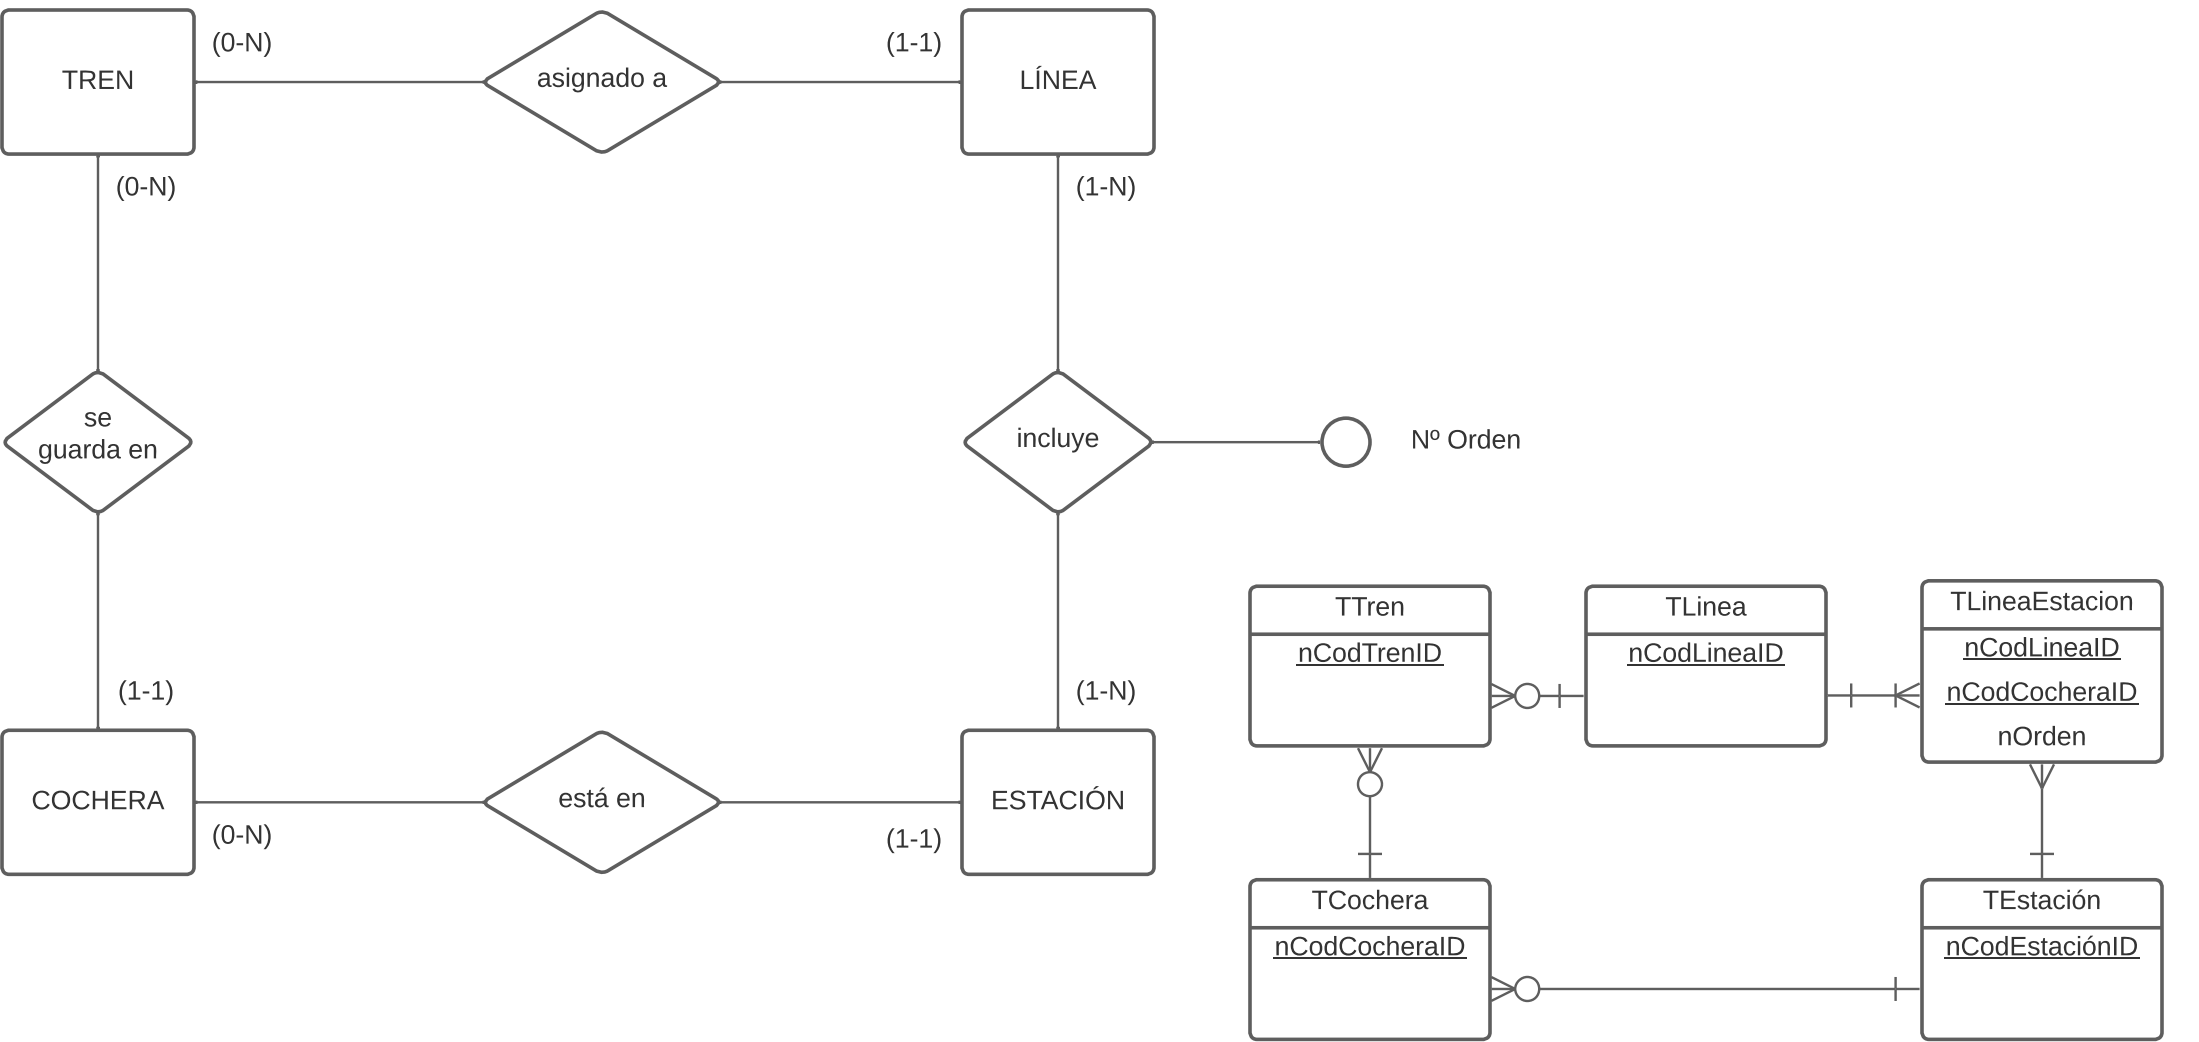 TREN
(0-N)
asignado a
(1-1)
LÍNEA
(0-N)
(1-N)
se
guarda en
incluye
Nº Orden
(1-1)
(1-N)
COCHERA
(0-N)
está en
(1-1)
ESTACIÓN
TTren
nCodTrenID
TLinea
nCodLineaID
TLineaEstacion
nCodLineaID
nCodCocheraID
nOrden
TCochera
nCodCocheraID
TEstación
nCodEstaciónID